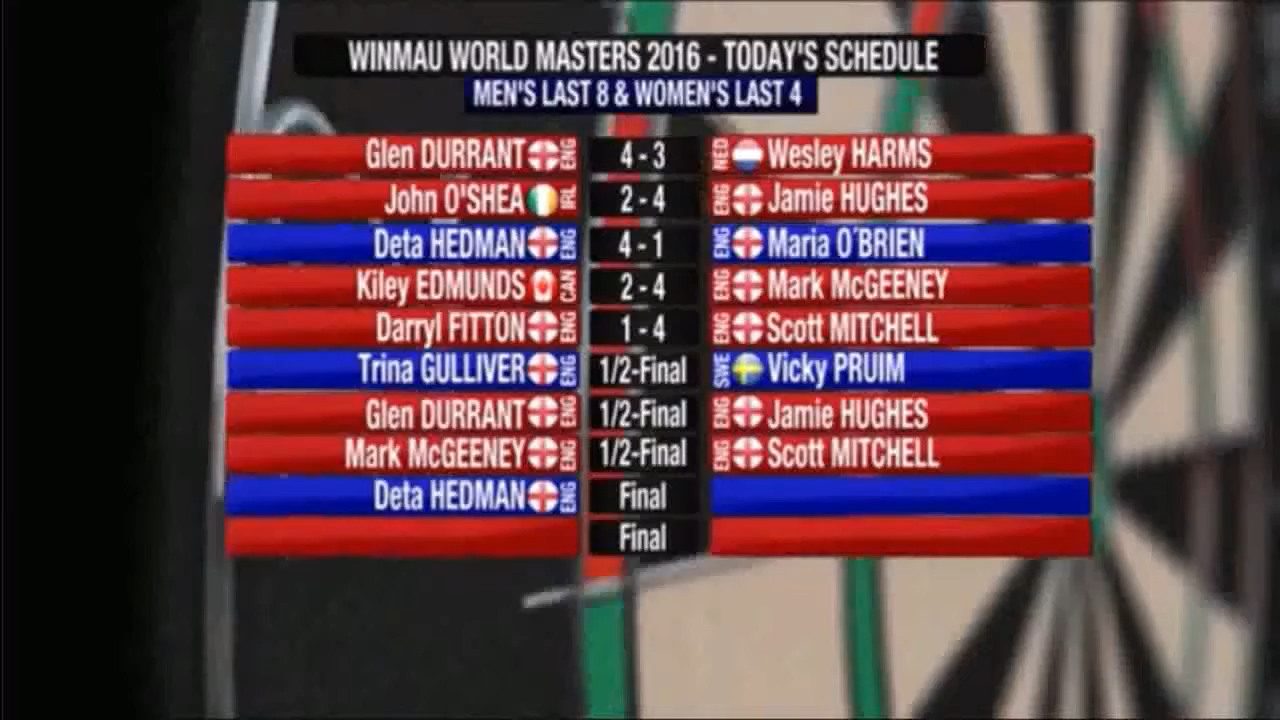 WINMAU WORLD MASTERS 2016 - TODAY'S SCHEDULE
MEN'S LAST 8 & WOMEN'S LAST 4
Glen DURRANT ENG 4 - 3 NED Wesley HARMS
John O'SHEA IRL 2 - 4 ENG Jamie HUGHES
Deta HEDMAN ENG 4 - 1 ENG Maria O´BRIEN
Kiley EDMUNDS CAN 2 - 4 ENG Mark McGEENEY
Darryl FITTON ENG 1 - 4 ENG Scott MITCHELL
Trina GULLIVER ENG 1/2-Final SWE Vicky PRUIM
Glen DURRANT ENG 1/2-Final ENG Jamie HUGHES
Mark McGEENEY ENG 1/2-Final ENG Scott MITCHELL
Deta HEDMAN ENG Final
Final